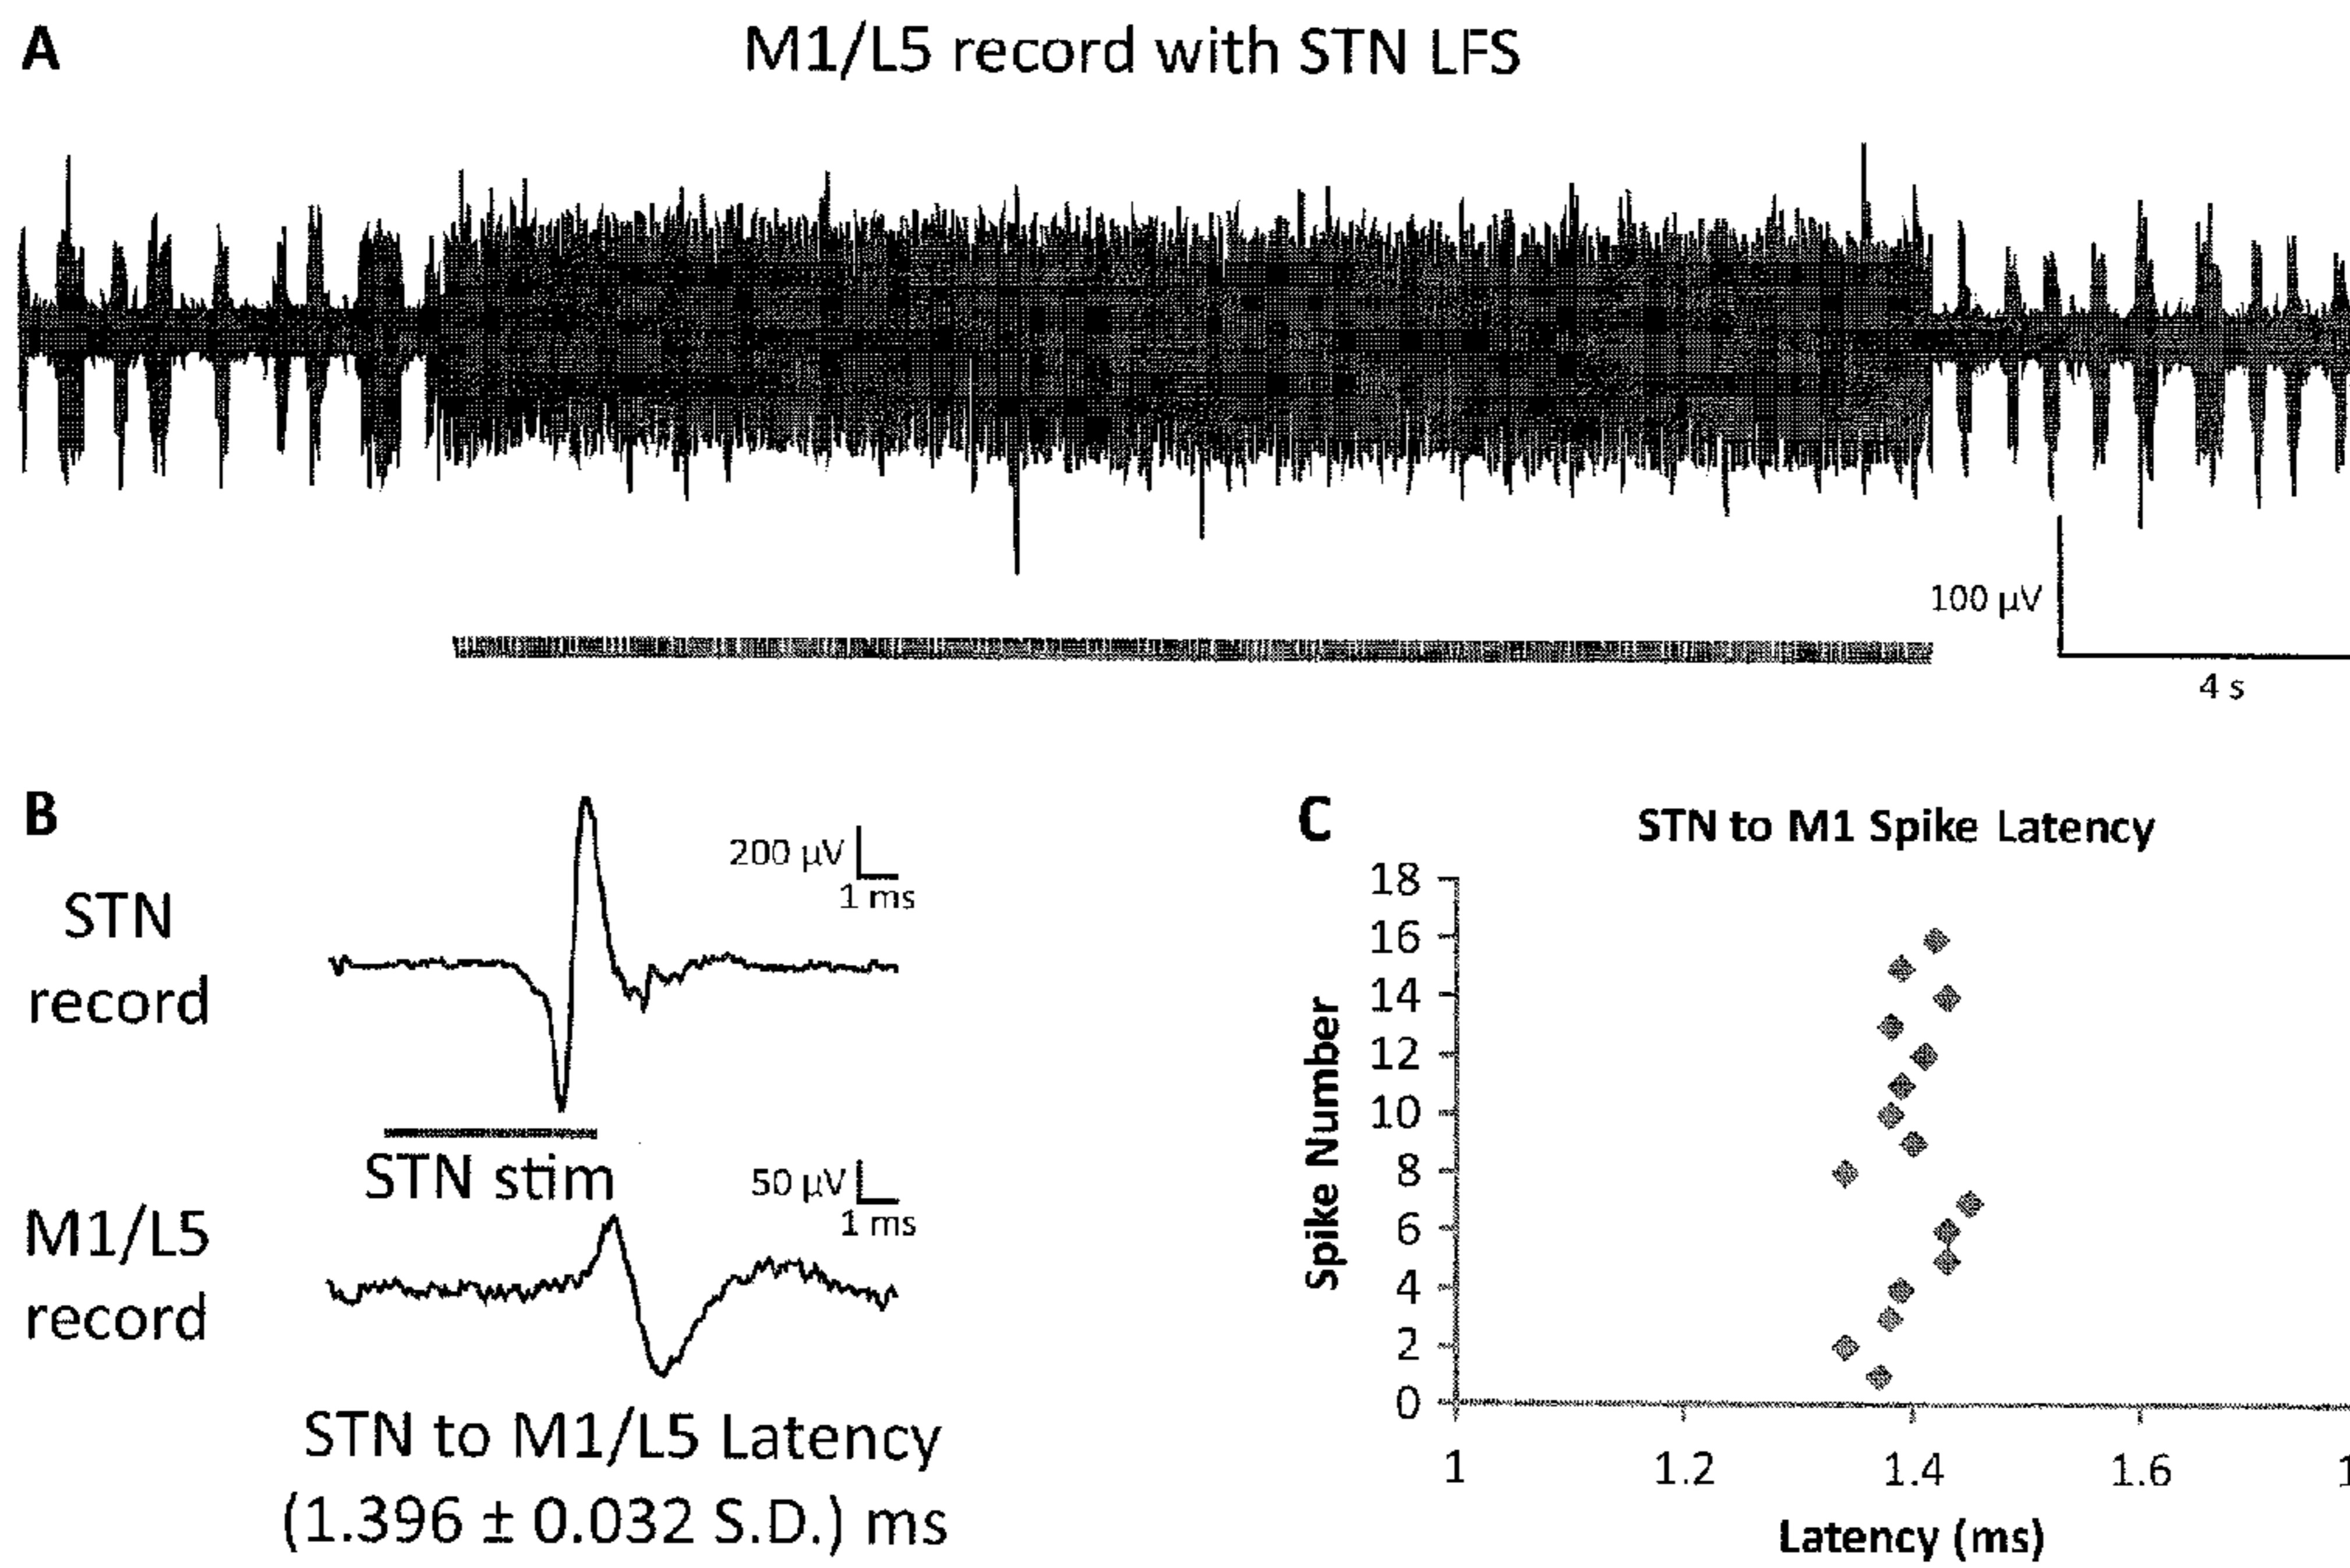 A
M1/L5 record with STN LFS
100 µV
4 s
B
STN
record
200 µV
1 ms
STN stim
M1/L5
record
50 µV
1 ms
STN to M1/L5 Latency
(1.396 ± 0.032 S.D.) ms
C
STN to M1 Spike Latency
Spike Number
18
16
14
12
10
8
6
4
2
0
1
1.2
1.4
1.6
1
Latency (ms)